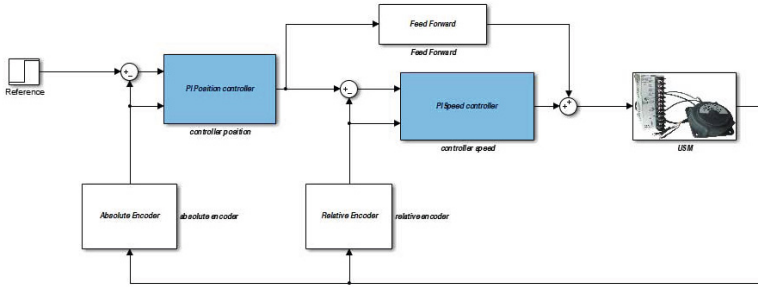 Feed Forward
Feed Forward
Reference
PI Position controller
controller position
PI Speed controller
controller speed
USM
Absolute Encoder
absolute encoder
Relative Encoder
relative encoder